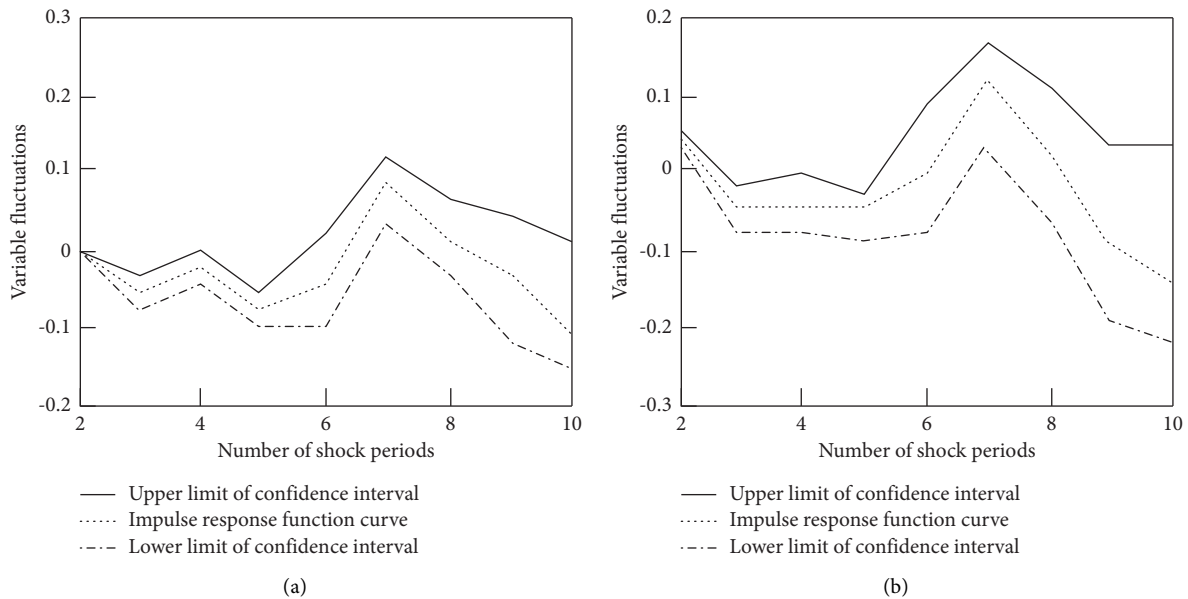 0.3
0.2
0.1
0
-0.1
-0.2
Variable fluctuations
2 4 6 8 10
Number of shock periods
Upper limit of confidence interval
Impulse response function curve
Lower limit of confidence interval
(a)
0.2
0.1
0
-0.1
-0.2
-0.3
Variable fluctuations
2 4 6 8 10
Number of shock periods
Upper limit of confidence interval
Impulse response function curve
Lower limit of confidence interval
(b)